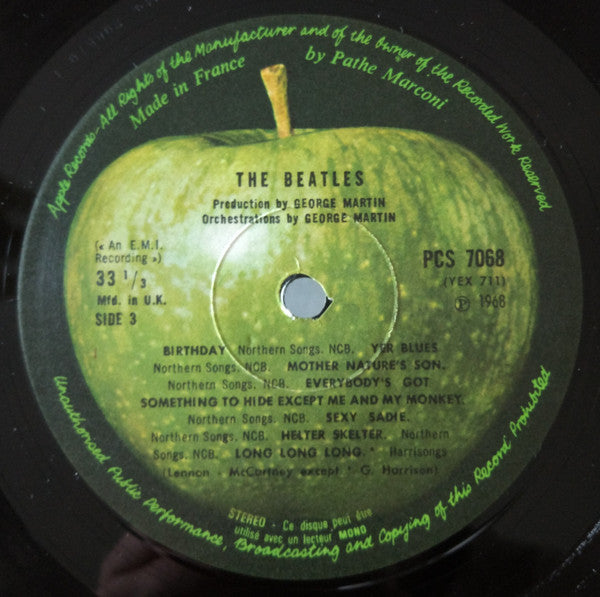 Apple Records-All Rights of the Manufacturer and of the Owner of the Recorded Work Reserved
Made in France by Pathe Marconi
THE BEATLES
Production by GEORGE MARTIN
Orchestrations by GEORGE MARTIN
(« An E.M.I.
Recording »)
33 1/3
Mfd. in U.K.
SIDE 3
PCS 7068
(YEX 711)
Ⓟ 1968
BIRTHDAY Northern Songs. NCB. YER BLUES
Northern Songs. NCB. MOTHER NATURE'S SON.
Northern Songs. NCB. EVERYBODY'S GOT
SOMETHING TO HIDE EXCEPT ME AND MY MONKEY.
Northern Songs. NCB. SEXY SADIE.
Northern Songs. NCB. HELTER SKELTER. Northern
Songs. NCB. LONG LONG LONG. * Harrisongs
(Lennon - McCartney except * G. Harrison)
STEREO - Ce disque peut être
utilisé avec un lecteur MONO
Unauthorised Public Performance, Broadcasting and Copying of this Record Prohibited